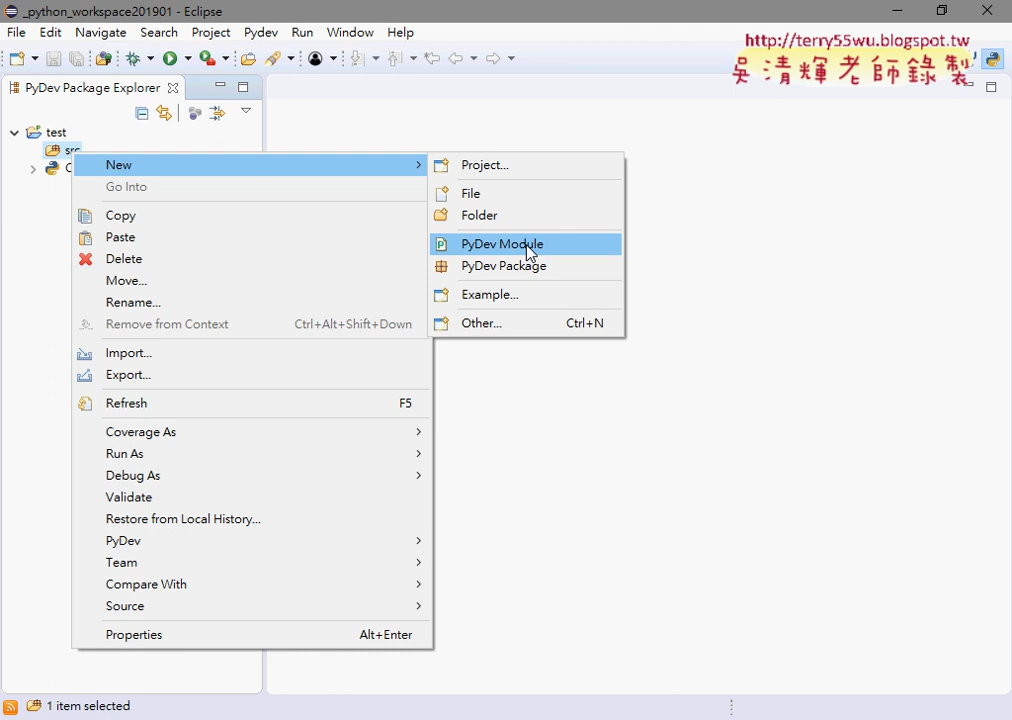 _python_workspace201901 - Eclipse
File Edit Navigate Search Project Pydev Run Window Help
http://terry55wu.blogspot.tw
吳清輝老師錄製
PyDev Package Explorer
test
src
New
Go Into
Copy
Paste
Delete
Move...
Rename...
Remove from Context Ctrl+Alt+Shift+Down
Import...
Export...
Refresh F5
Coverage As
Run As
Debug As
Validate
Restore from Local History...
PyDev
Team
Compare With
Source
Properties Alt+Enter
Project...
File
Folder
PyDev Module
PyDev Package
Example...
Other... Ctrl+N
1 item selected